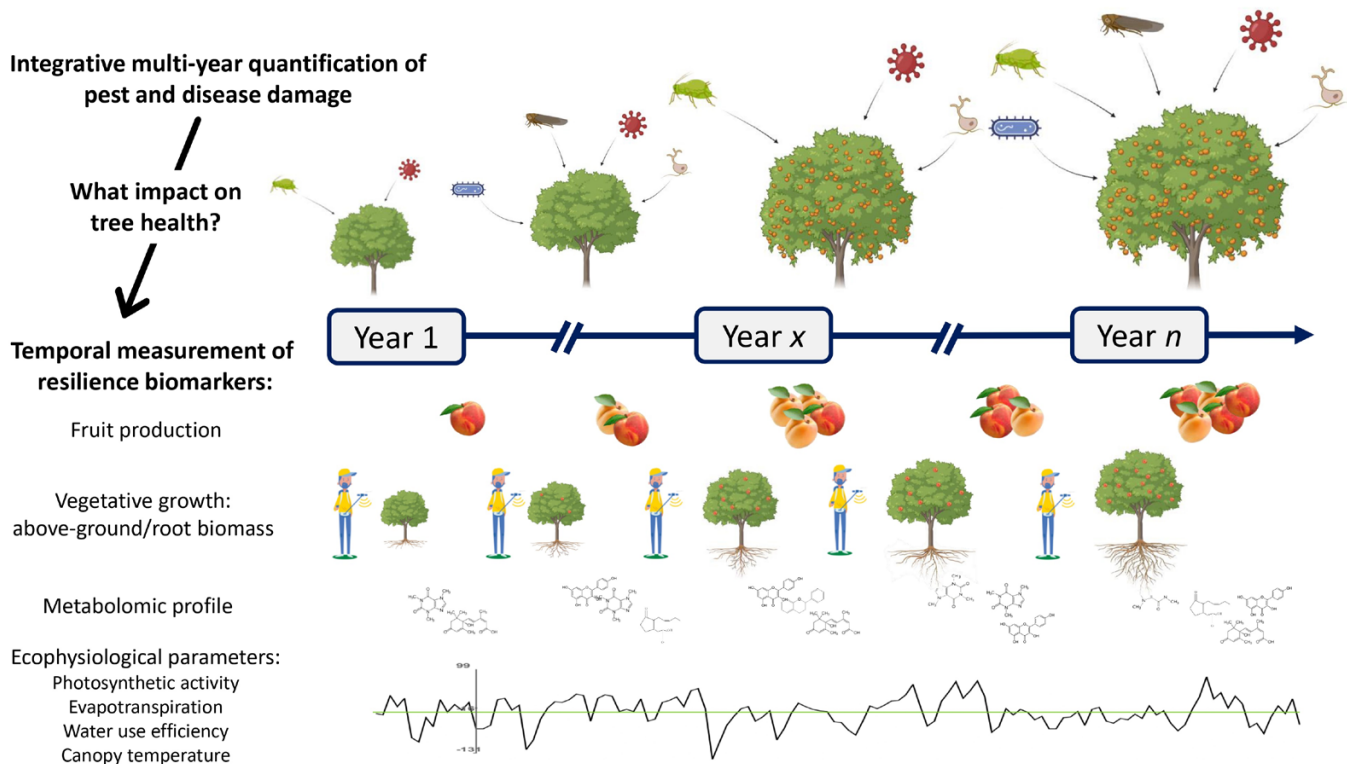 Integrative multi-year quantification of
pest and disease damage
What impact on
tree health?
Year 1
Year x
Year n
Temporal measurement of
resilience biomarkers:
Fruit production
Vegetative growth:
above-ground/root biomass
Metabolomic profile
Ecophysiological parameters:
Photosynthetic activity
Evapotranspiration
Water use efficiency
Canopy temperature
99
-131